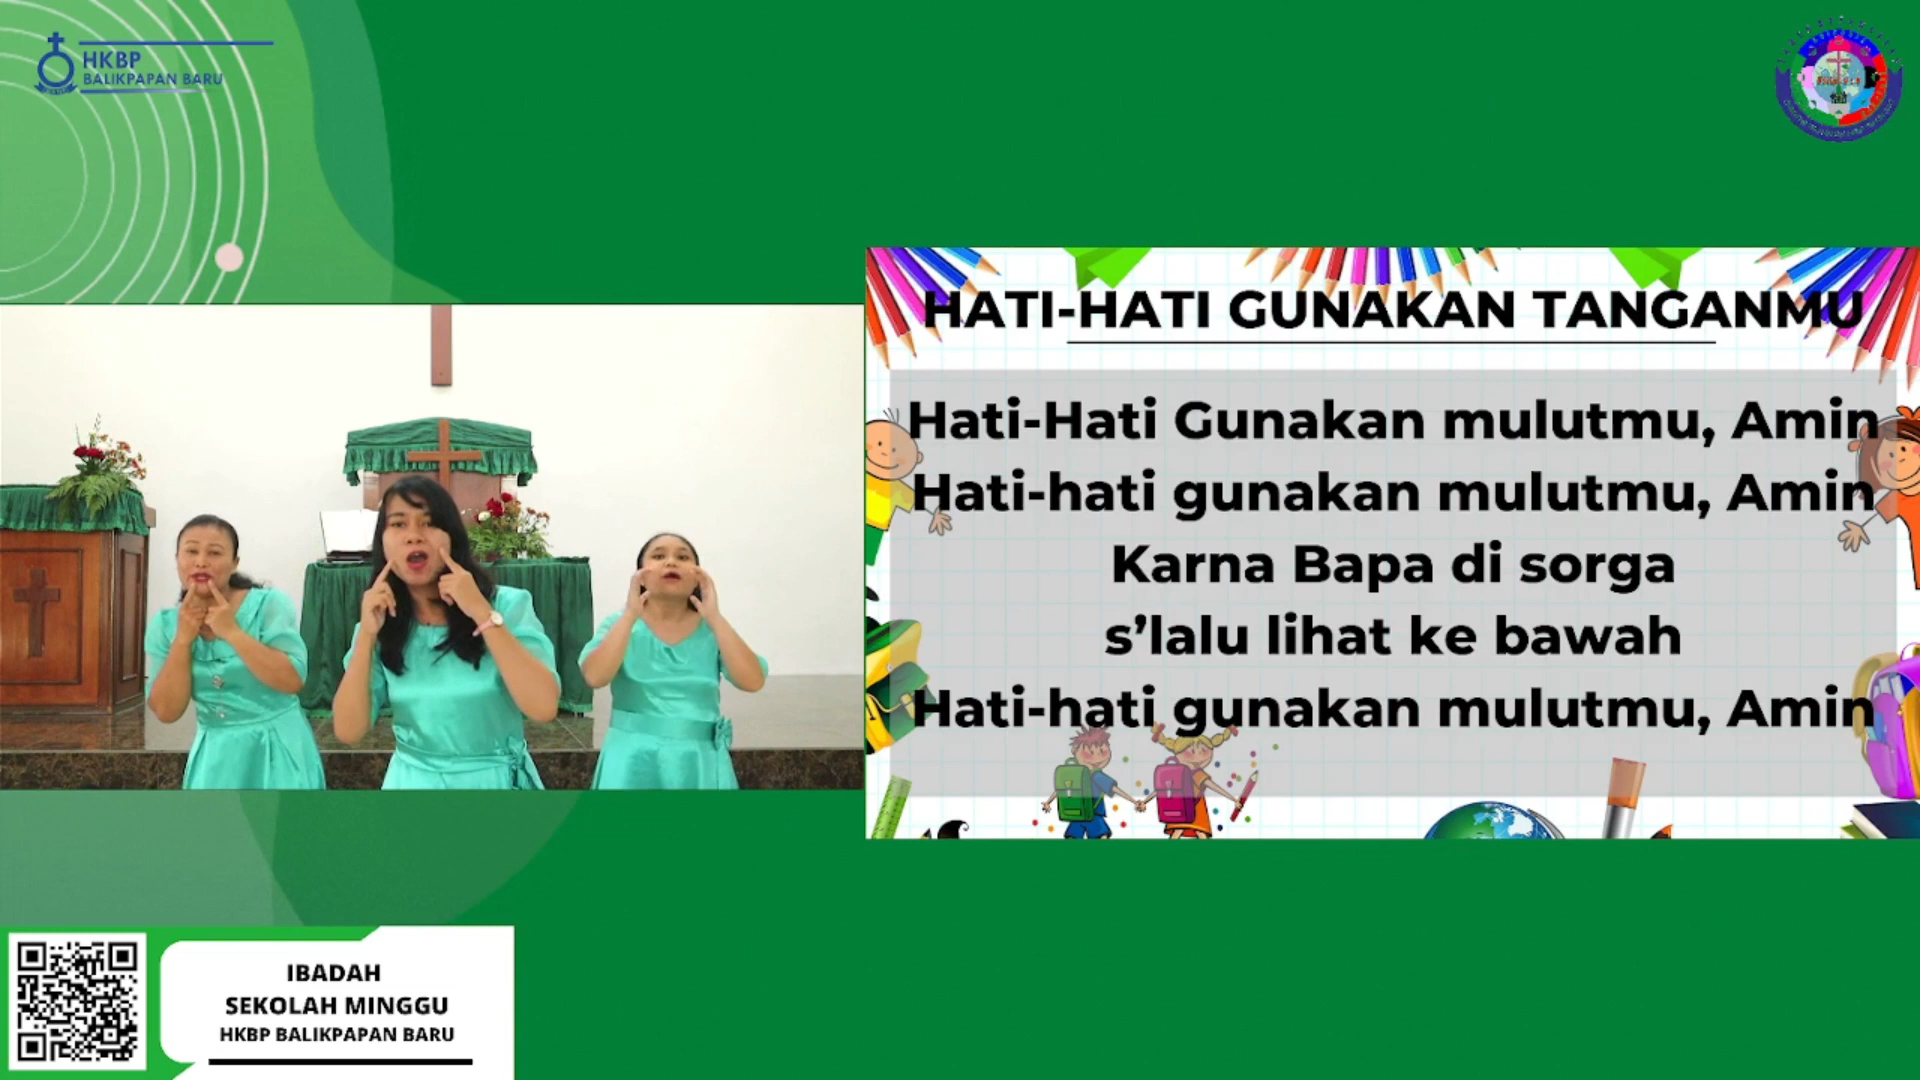 HKBP
BALIKPAPAN BARU
HATI-HATI GUNAKAN TANGANMU
Hati-Hati Gunakan mulutmu, Amin
Hati-hati gunakan mulutmu, Amin
Karna Bapa di sorga
s'lalu lihat ke bawah
Hati-hati gunakan mulutmu, Amin
IBADAH
SEKOLAH MINGGU
HKBP BALIKPAPAN BARU